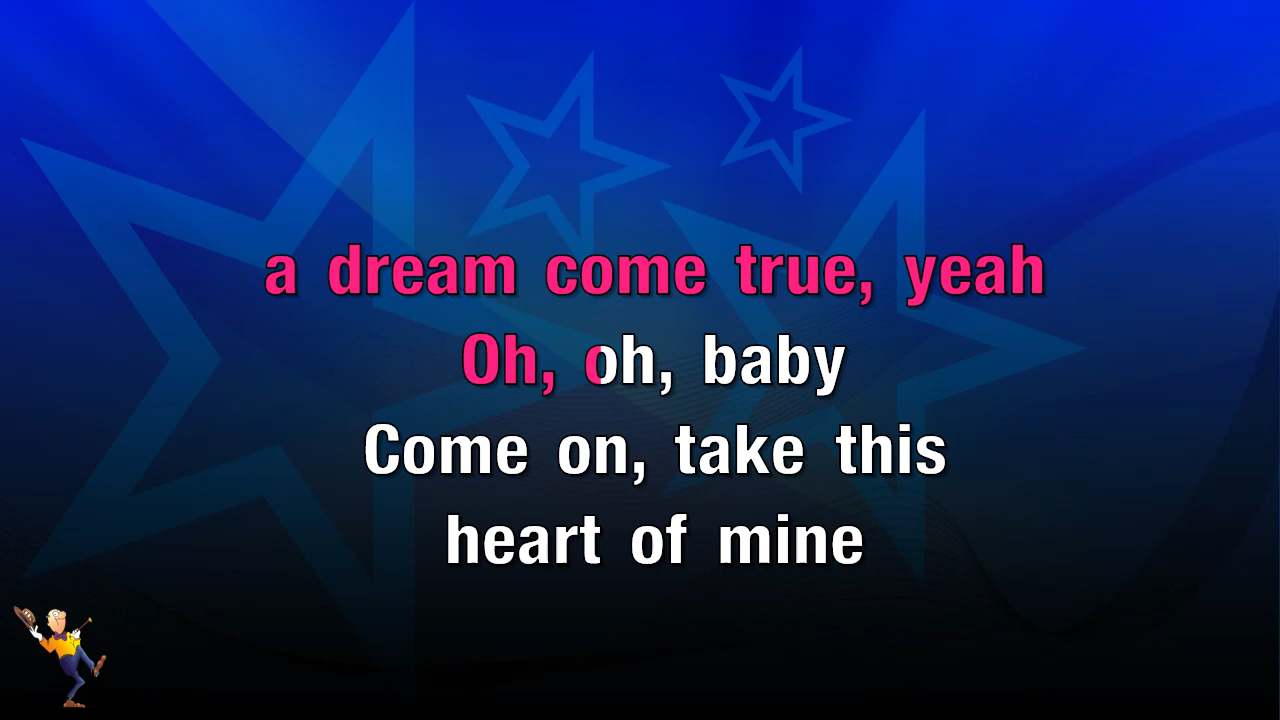 a dream come true, yeah
Oh, oh, baby
Come on, take this
heart of mine